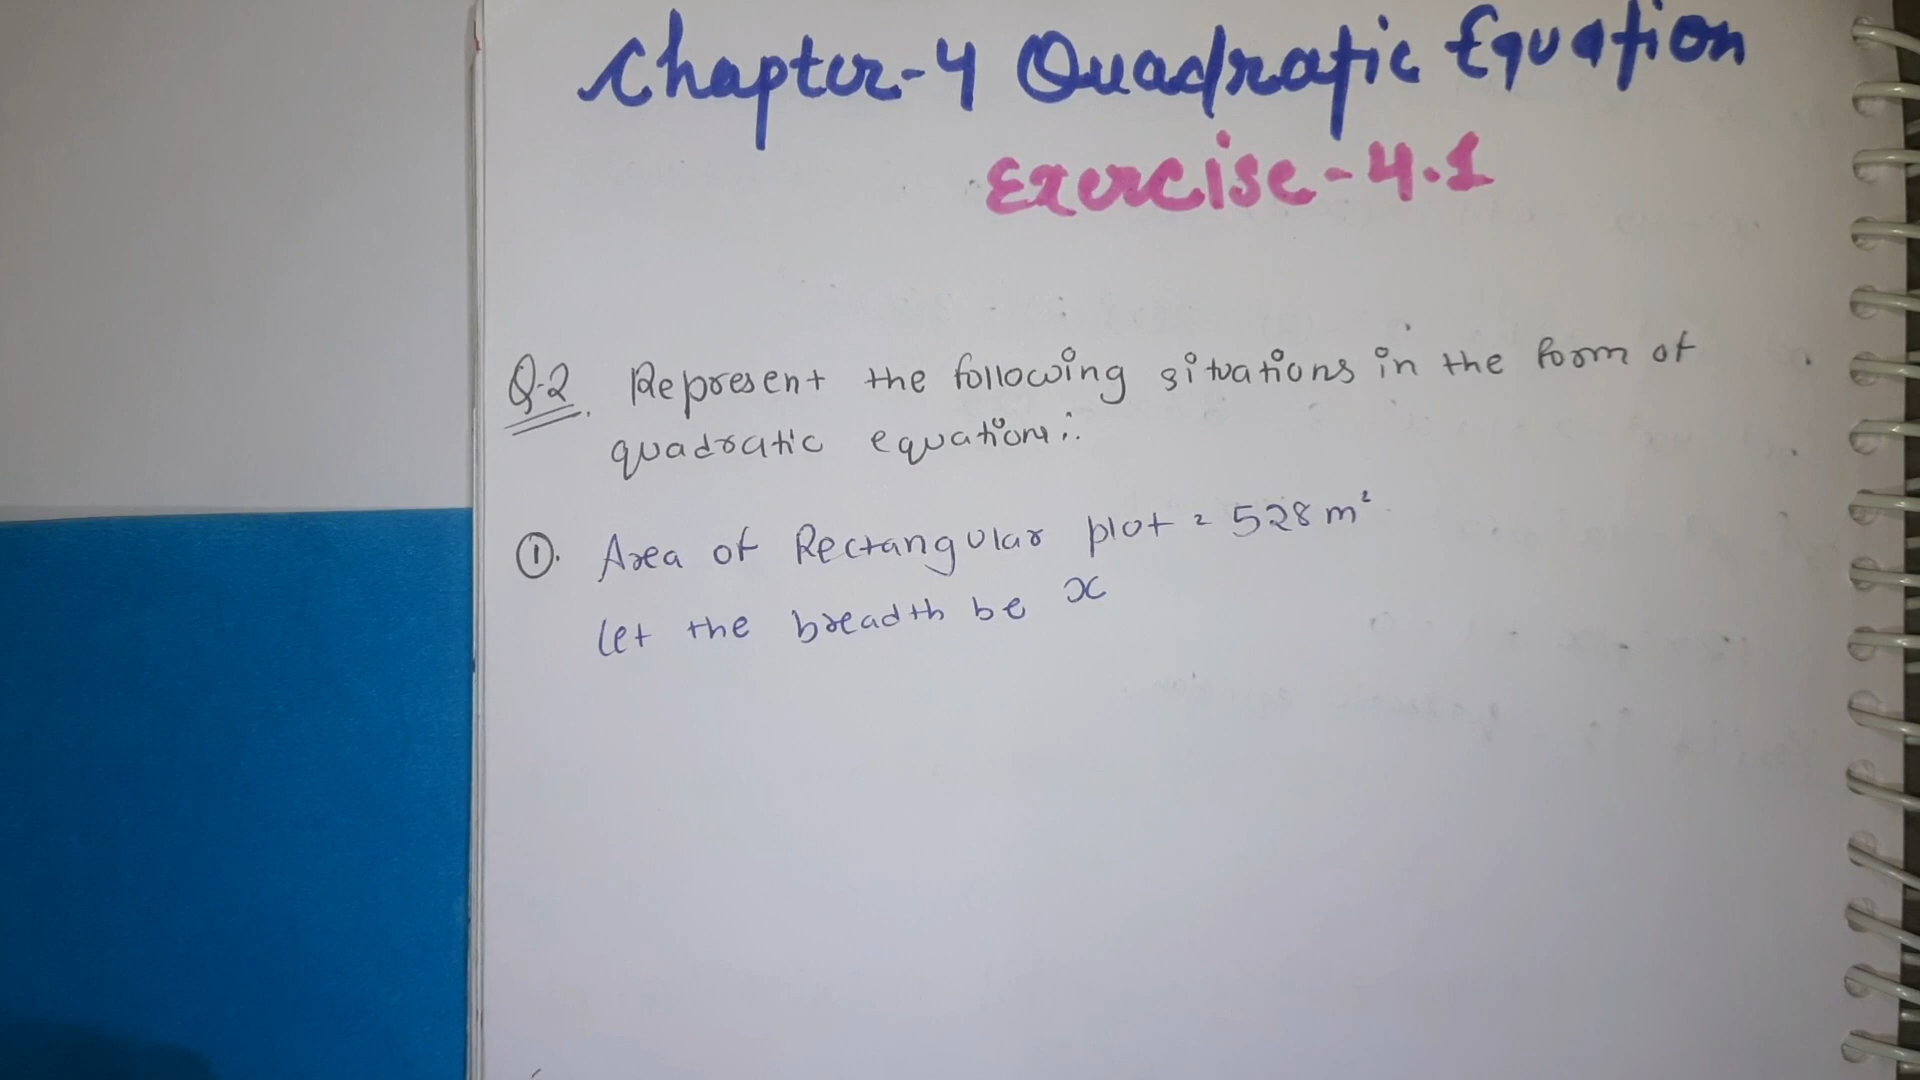 Chapter-4 Quadratic Equation
Exercise-4.1
Q.2. Represent the following situations in the form of
quadratic equation :.
①. Area of Rectangular plot = 528 m²
Let the breadth be x